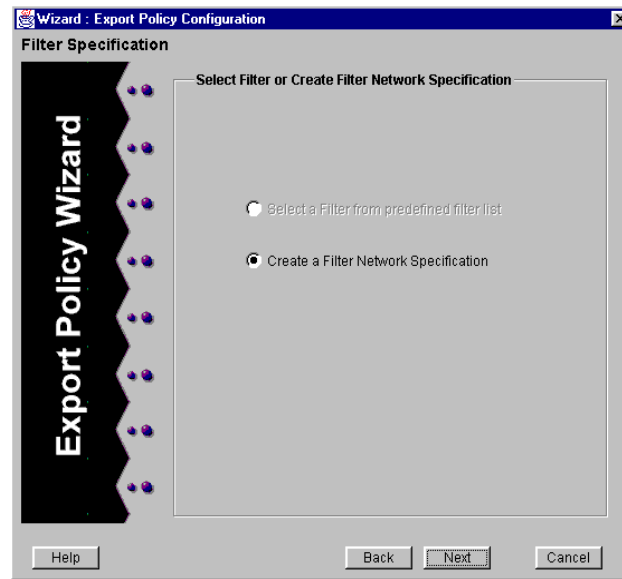 Wizard : Export Policy Configuration
Filter Specification
Export Policy Wizard
Select Filter or Create Filter Network Specification
Select a Filter from predefined filter list
Create a Filter Network Specification
Help Back Next Cancel